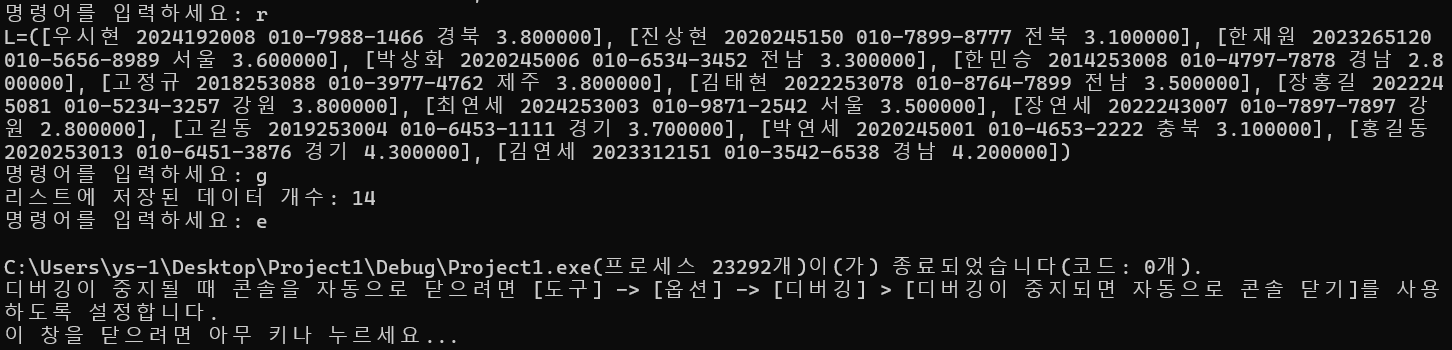 명령어를 입력하세요: r
L=([우시현 2024192008 010-7988-1466 경북 3.800000], [진상현 2020245150 010-7899-8777 전북 3.100000], [한재원 2023265120
010-5656-8989 서울 3.600000], [박상화 2020245006 010-6534-3452 전남 3.300000], [한민승 2014253008 010-4797-7878 경남 2.8
00000], [고정규 2018253088 010-3977-4762 제주 3.800000], [김태현 2022253078 010-8764-7899 전남 3.500000], [장홍길 202224
5081 010-5234-3257 강원 3.800000], [최연세 2024253003 010-9871-2542 서울 3.500000], [장연세 2022243007 010-7897-7897 강
원 2.800000], [고길동 2019253004 010-6453-1111 경기 3.700000], [박연세 2020245001 010-4653-2222 충북 3.100000], [홍길동
2020253013 010-6451-3876 경기 4.300000], [김연세 2023312151 010-3542-6538 경남 4.200000])
명령어를 입력하세요: g
리스트에 저장된 데이터 개수: 14
명령어를 입력하세요: e
C:\Users\ys-1\Desktop\Project1\Debug\Project1.exe(프로세스 23292개)이(가) 종료되었습니다(코드: 0개).
디버깅이 중지될 때 콘솔을 자동으로 닫으려면 [도구] -> [옵션] -> [디버깅] > [디버깅이 중지되면 자동으로 콘솔 닫기]를 사용
하도록 설정합니다.
이 창을 닫으려면 아무 키나 누르세요...